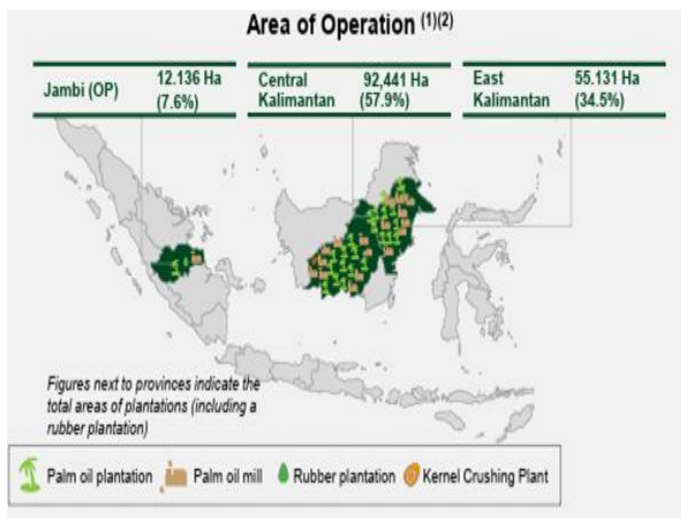 Area of Operation (1)(2)
Jambi (OP)
12.136 Ha
(7.6%)
Central
Kalimantan
92,441 Ha
(57.9%)
East
Kalimantan
55.131 Ha
(34.5%)
Figures next to provinces indicate the
total areas of plantations (including a
rubber plantation)
Palm oil plantation
Palm oil mill
Rubber plantation
Kernel Crushing Plant